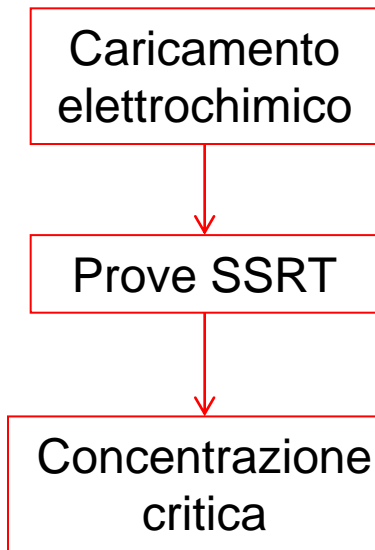 Caricamento
elettrochimico
Prove SSRT
Concentrazione
critica